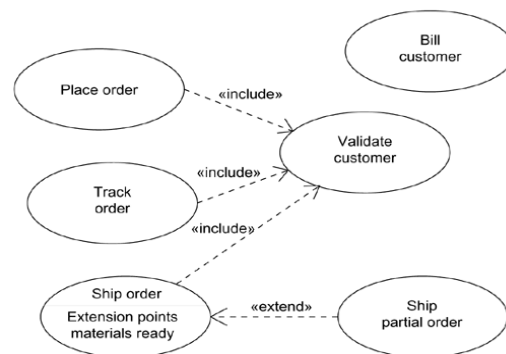 Bill
customer
Place order
«include»
Validate
customer
«include»
Track
order
«include»
Ship order
Extension points
materials ready
«extend»
Ship
partial order